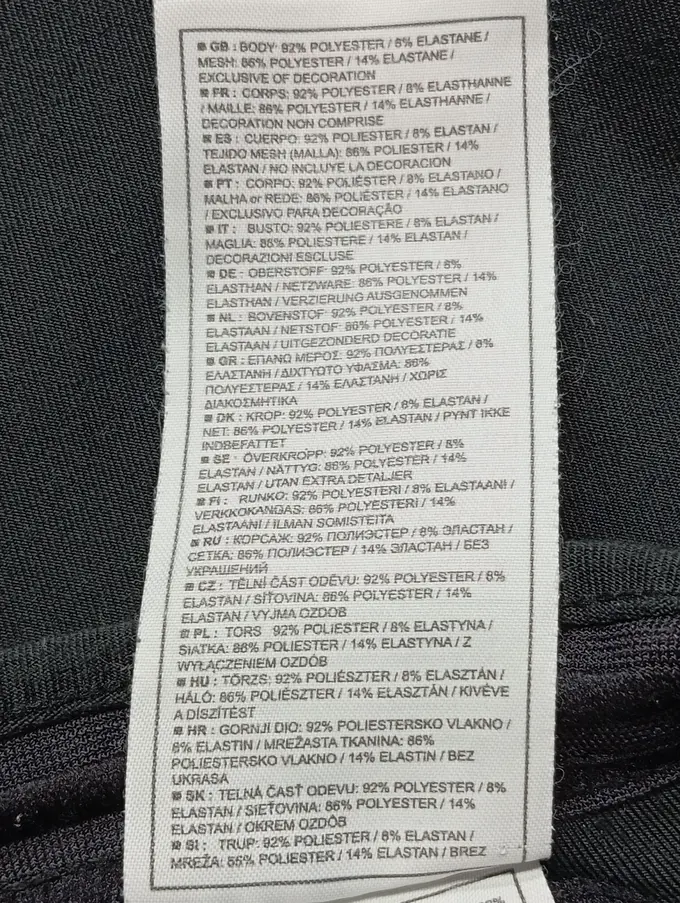 GB : BODY 92% POLYESTER / 8% ELASTANE /
MESH: 86% POLYESTER / 14% ELASTANE /
EXCLUSIVE OF DECORATION
FR : CORPS: 92% POLYESTER / 8% ELASTHANNE
/ MAILLE: 86% POLYESTER / 14% ELASTHANNE /
DECORATION NON COMPRISE
ES : CUERPO: 92% POLIÉSTER / 8% ELASTAN /
TEJIDO MESH (MALLA): 86% POLIÉSTER / 14%
ELASTAN / NO INCLUYE LA DECORACION
PT : CORPO: 92% POLIÉSTER / 8% ELASTANO /
MALHA or REDE: 86% POLIÉSTER / 14% ELASTANO
/ EXCLUSIVO PARA DECORAÇÃO
IT : BUSTO: 92% POLIESTERE / 8% ELASTAN /
MAGLIA: 86% POLIESTERE / 14% ELASTAN /
DECORAZIONI ESCLUSE
DE - OBERSTOFF: 92% POLYESTER / 8%
ELASTHAN / NETZWARE: 86% POLYESTER / 14%
ELASTHAN / VERZIERUNG AUSGENOMMEN
NL : BOVENSTOF: 92% POLYESTER / 8%
ELASTAAN / NETSTOF: 86% POLYESTER / 14%
ELASTAAN / UITGEZONDERD DECORATIE
GR : ΕΠΑΝΩ ΜΕΡΟΣ: 92% ΠΟΛΥΕΣΤΕΡΑΣ / 8%
ΕΛΑΣΤΑΝΗ / ΔΙΧΤΥΩΤΟ ΥΦΑΣΜΑ: 86%
ΠΟΛΥΕΣΤΕΡΑΣ / 14% ΕΛΑΣΤΑΝΗ / ΧΩΡΙΣ
ΔΙΑΚΟΣΜΗΤΙΚΑ
DK : KROP: 92% POLYESTER / 8% ELASTAN /
NET: 86% POLYESTER / 14% ELASTAN / PYNT IKKE
INDBEFATTET
SE - ÖVERKROPP: 92% POLYESTER / 8%
ELASTAN / NÄTTYG: 86% POLYESTER / 14%
ELASTAN / UTAN EXTRA DETALJER
FI : RUNKO: 92% POLYESTERI / 8% ELASTAANI /
VERKKOKANGAS: 86% POLYESTERI / 14%
ELASTAANI / ILMAN SOMISTEITA
RU : КОРСАЖ: 92% ПОЛИЭСТЕР / 8% ЭЛАСТАН /
СЕТКА: 86% ПОЛИЭСТЕР / 14% ЭЛАСТАН / БЕЗ
УКРАШЕНИЙ
CZ : TĚLNÍ ČÁST ODĚVU: 92% POLYESTER / 8%
ELASTAN / SÍŤOVINA: 86% POLYESTER / 14%
ELASTAN / VYJMA OZDOB
PL : TORS 92% POLIESTER / 8% ELASTYNA /
SIATKA: 86% POLIESTER / 14% ELASTYNA / Z
WYŁĄCZENIEM OZDÓB
HU : TÖRZS: 92% POLIÉSZTER / 8% ELASZTÁN /
HÁLÓ: 86% POLIÉSZTER / 14% ELASZTÁN / KIVÉVE
A DÍSZÍTÉST
HR : GORNJI DIO: 92% POLIESTERSKO VLAKNO /
8% ELASTIN / MREŽASTA TKANINA: 86%
POLIESTERSKO VLAKNO / 14% ELASTIN / BEZ
UKRASA
SK : TELNÁ ČASŤ ODEVU: 92% POLYESTER / 8%
ELASTAN / SIEŤOVINA: 86% POLYESTER / 14%
ELASTAN / OKREM OZDÔB
SI : TRUP: 92% POLIESTER / 8% ELASTAN /
MREŽA: 86% POLIESTER / 14% ELASTAN / BREZ